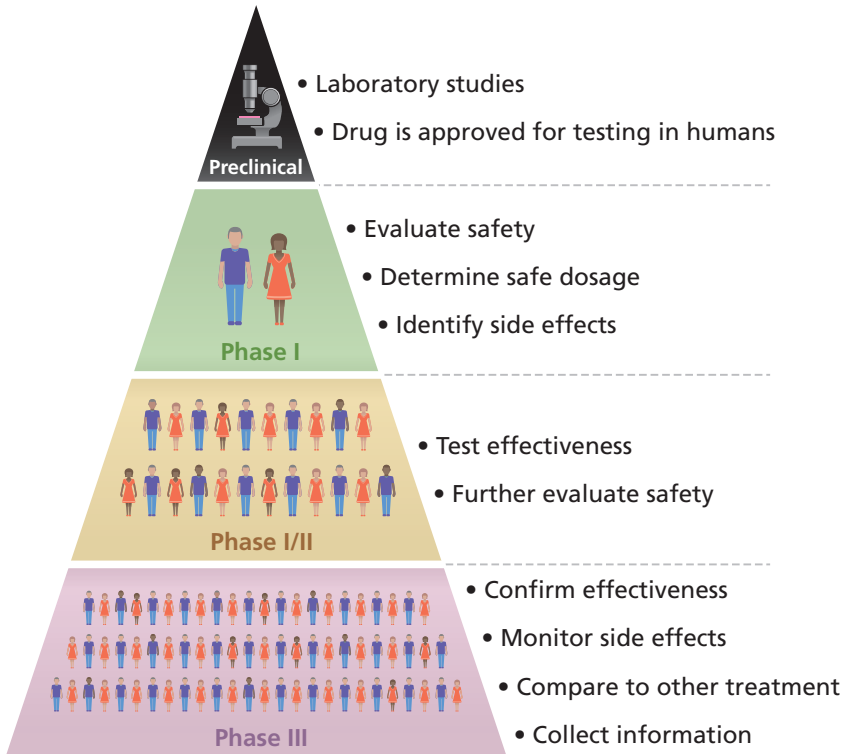 • Laboratory studies
• Drug is approved for testing in humans
Preclinical
• Evaluate safety
• Determine safe dosage
• Identify side effects
Phase I
• Test effectiveness
• Further evaluate safety
Phase I/II
• Confirm effectiveness
• Monitor side effects
• Compare to other treatment
• Collect information
Phase III